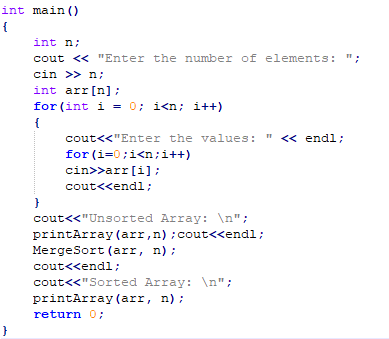 int main()
{
int n;
cout << "Enter the number of elements: ";
cin >> n;
int arr[n];
for(int i = 0; i<n; i++)
{
cout<<"Enter the values: " << endl;
for(i=0;i<n;i++)
cin>>arr[i];
cout<<endl;
}
cout<<"Unsorted Array: \n";
printArray(arr,n);cout<<endl;
MergeSort(arr, n);
cout<<endl;
cout<<"Sorted Array: \n";
printArray(arr, n);
return 0;
}